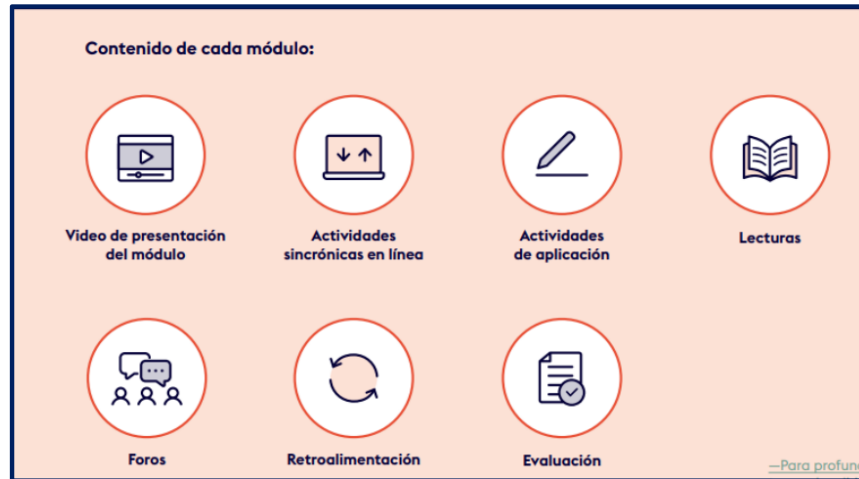 Contenido de cada módulo:
Video de presentación
del módulo
Actividades
sincrónicas en línea
Actividades
de aplicación
Lecturas
Foros
Retroalimentación
Evaluación
—Para